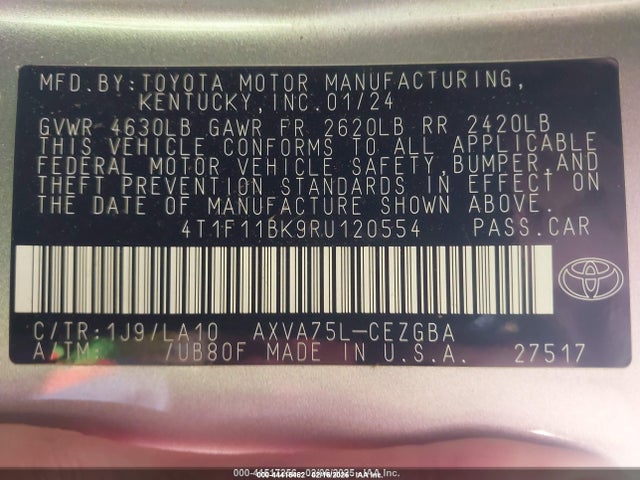 MFD.BY:TOYOTA MOTOR MANUFACTURING,
KENTUCKY,INC.01/24
GVWR 4630LB GAWR FR 2620LB RR 2420LB
THIS VEHICLE CONFORMS TO ALL APPLICABLE
FEDERAL MOTOR VEHICLE SAFETY,BUMPER,AND
THEFT PREVENTION STANDARDS IN EFFECT ON
THE DATE OF MANUFACTURE SHOWN ABOVE.
4T1F11BK9RU120554 PASS.CAR
C/TR:1J9/LA10 AXVA75L-CEZGBA
A/TM: /UB80F MADE IN U.S.A. 27517
IAA Inc.